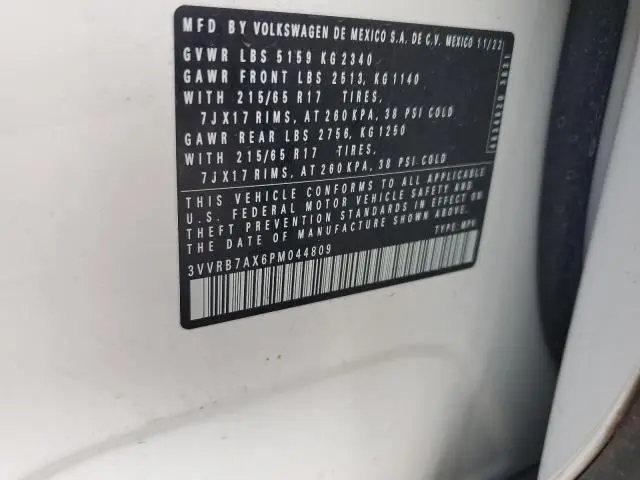 MFD BY VOLKSWAGEN DE MEXICO S.A. DE C.V. MEXICO 11/22
GVWR LBS 5159 KG 2340
GAWR FRONT LBS 2513, KG 1140
WITH 215/65 R17 TIRES,
7JX17 RIMS, AT 260 KPA, 38 PSI COLD
GAWR REAR LBS 2756, KG 1250
WITH 215/65 R17 TIRES,
7JX17 RIMS, AT 260 KPA, 38 PSI COLD
THIS VEHICLE CONFORMS TO ALL APPLICABLE
U.S. FEDERAL MOTOR VEHICLE SAFETY AND
THEFT PREVENTION STANDARDS IN EFFECT ON
THE DATE OF MANUFACTURE SHOWN ABOVE.
TYPE: MPV
3VVRB7AX6PM044809